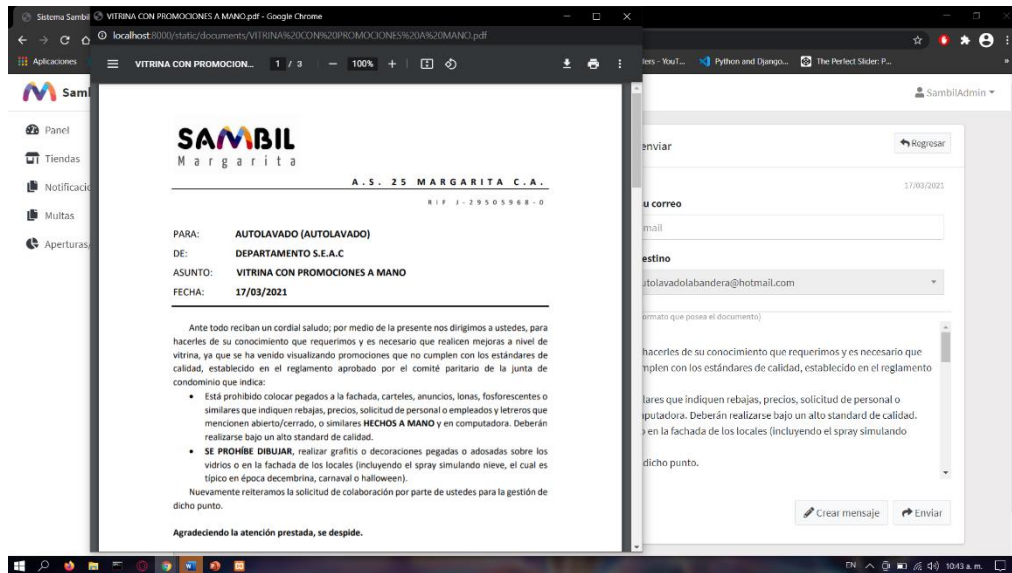 Sistema Sambil
VITRINA CON PROMOCIONES A MANO.pdf - Google Chrome
localhost:8000/static/documents/VITRINA%20CON%20PROMOCIONES%20A%20MANO.pdf
Aplicaciones
VITRINA CON PROMOCION...
1 / 3
100%
ders - YouT...
Python and Django...
The Perfect Slider: P...
Saml
SambilAdmin
Panel
Tiendas
Notificacio
Multas
Aperturas/
SAMBIL
Margarita
A.S. 25 MARGARITA C.A.
RIF J-29505968-0
PARA: AUTOLAVADO (AUTOLAVADO)
DE: DEPARTAMENTO S.E.A.C
ASUNTO: VITRINA CON PROMOCIONES A MANO
FECHA: 17/03/2021
Ante todo reciban un cordial saludo; por medio de la presente nos dirigimos a ustedes, para
hacerles de su conocimiento que requerimos y es necesario que realicen mejoras a nivel de
vitrina, ya que se ha venido visualizando promociones que no cumplen con los estándares de
calidad, establecido en el reglamento aprobado por el comité paritario de la junta de
condominio que indica:
• Está prohibido colocar pegados a la fachada, carteles, anuncios, lonas, fosforescentes o
similares que indiquen rebajas, precios, solicitud de personal o empleados y letreros que
mencionen abierto/cerrado, o similares HECHOS A MANO y en computadora. Deberán
realizarse bajo un alto standard de calidad.
• SE PROHÍBE DIBUJAR, realizar grafitis o decoraciones pegadas o adosadas sobre los
vidrios o en la fachada de los locales (incluyendo el spray simulando nieve, el cual es
típico en época decembrina, carnaval o halloween).
Nuevamente reiteramos la solicitud de colaboración por parte de ustedes para la gestión de
dicho punto.
Agradeciendo la atención prestada, se despide.
enviar
Regresar
17/03/2021
u correo
mail
estino
utolavadolabandera@hotmail.com
formato que posea el documento)
hacerles de su conocimiento que requerimos y es necesario que
mplen con los estándares de calidad, establecido en el reglamento
lares que indiquen rebajas, precios, solicitud de personal o
mputadora. Deberán realizarse bajo un alto standard de calidad.
o en la fachada de los locales (incluyendo el spray simulando
dicho punto.
Crear mensaje
Enviar
EN
10:43 a. m.